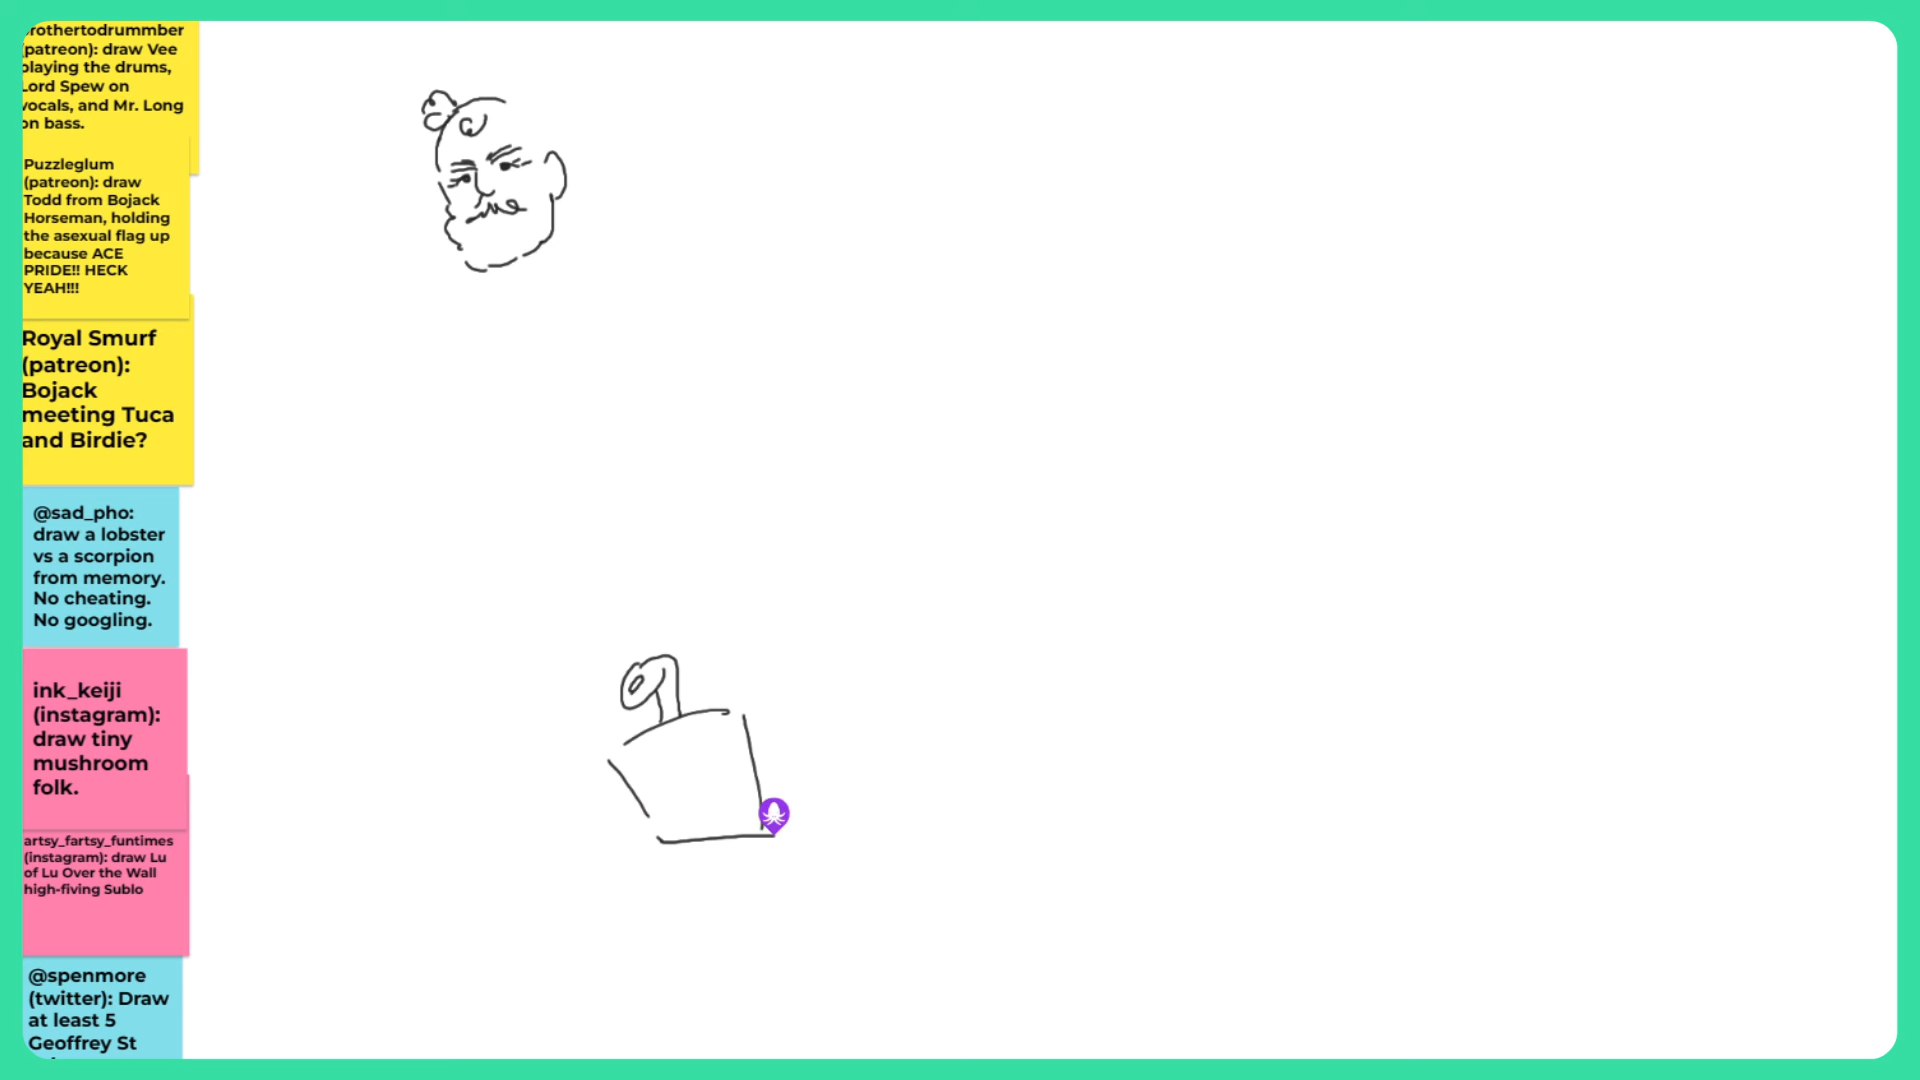 rothertodrummber
(patreon): draw Vee
playing the drums,
Lord Spew on
vocals, and Mr. Long
on bass.
Puzzleglum
(patreon): draw
Todd from Bojack
Horseman, holding
the asexual flag up
because ACE
PRIDE!! HECK
YEAH!!!
Royal Smurf
(patreon):
Bojack
meeting Tuca
and Birdie?
@sad_pho:
draw a lobster
vs a scorpion
from memory.
No cheating.
No googling.
ink_keiji
(instagram):
draw tiny
mushroom
folk.
artsy_fartsy_funtimes
(instagram): draw Lu
of Lu Over the Wall
high-fiving Sublo
@spenmore
(twitter): Draw
at least 5
Geoffrey St